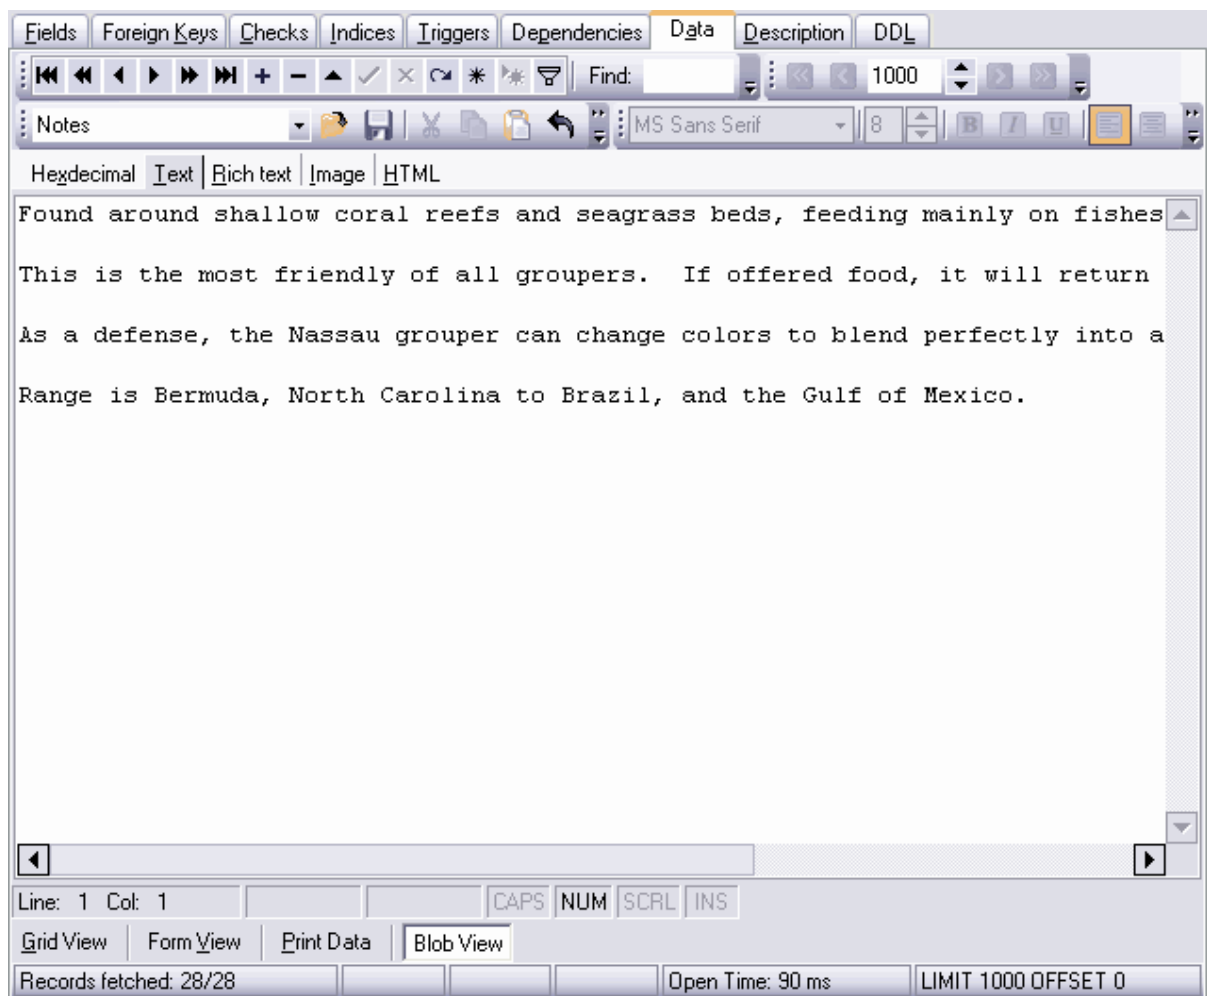 Fields Foreign Keys Checks Indices Triggers Dependencies Data Description DDL
Find: 1000
Notes MS Sans Serif 8 B I U
Hexdecimal Text Rich text Image HTML
Found around shallow coral reefs and seagrass beds, feeding mainly on fishes
This is the most friendly of all groupers.  If offered food, it will return
As a defense, the Nassau grouper can change colors to blend perfectly into a
Range is Bermuda, North Carolina to Brazil, and the Gulf of Mexico.
Line: 1 Col: 1 CAPS NUM SCRL INS
Grid View Form View Print Data Blob View
Records fetched: 28/28 Open Time: 90 ms LIMIT 1000 OFFSET 0